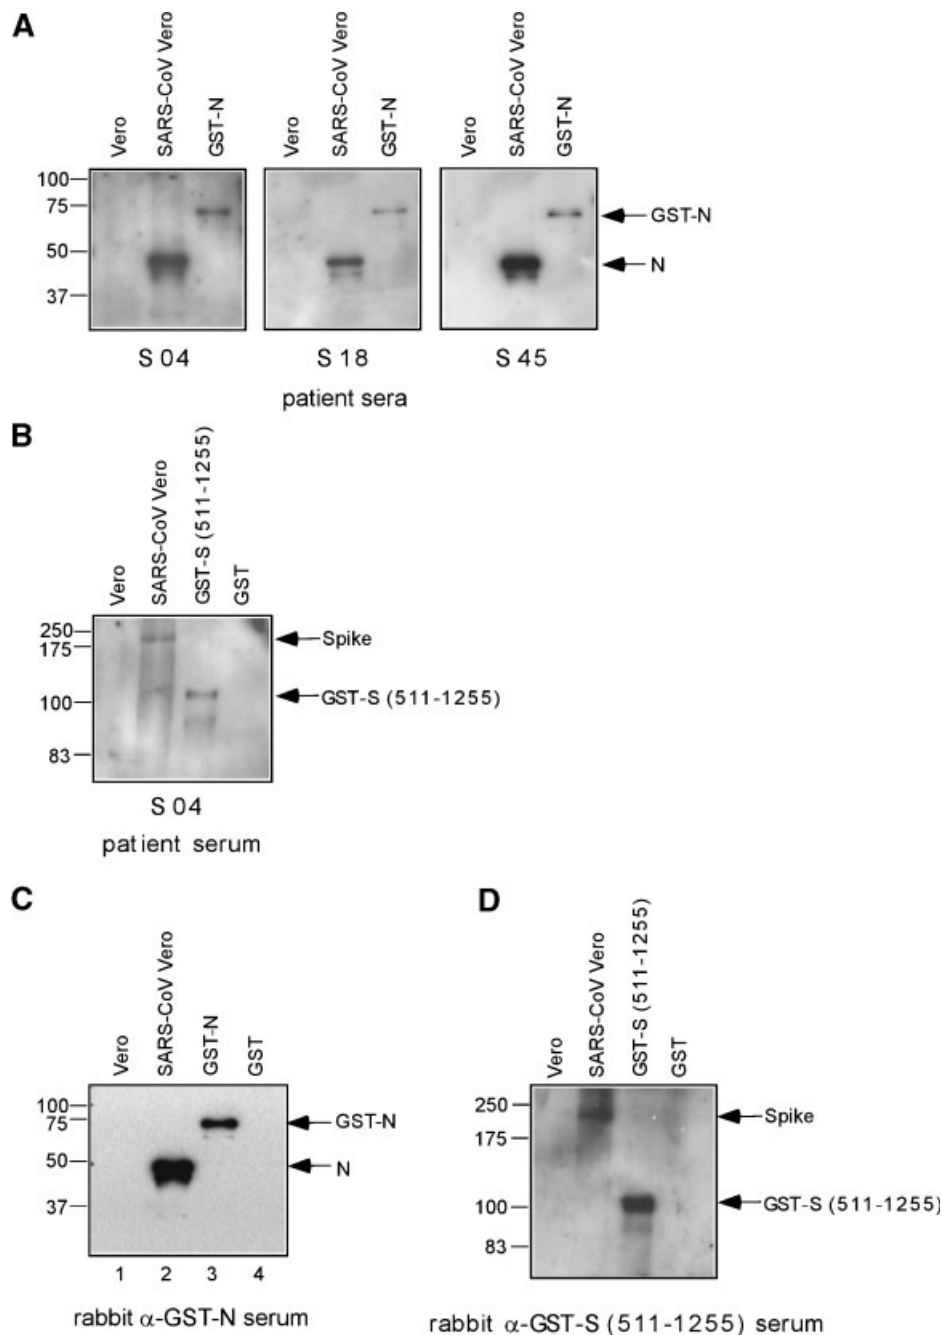 A
Vero
SARS-CoV Vero
GST-N
Vero
SARS-CoV Vero
GST-N
Vero
SARS-CoV Vero
GST-N
100
75
50
37
GST-N
N
S 04
S 18
S 45
patient sera
B
Vero
SARS-CoV Vero
GST-S (511-1255)
GST
250
175
100
83
Spike
GST-S (511-1255)
S 04
patient serum
C
Vero
SARS-CoV Vero
GST-N
GST
100
75
50
37
GST-N
N
1 2 3 4
rabbit α-GST-N serum
D
Vero
SARS-CoV Vero
GST-S (511-1255)
GST
250
175
100
83
Spike
GST-S (511-1255)
rabbit α-GST-S (511-1255) serum